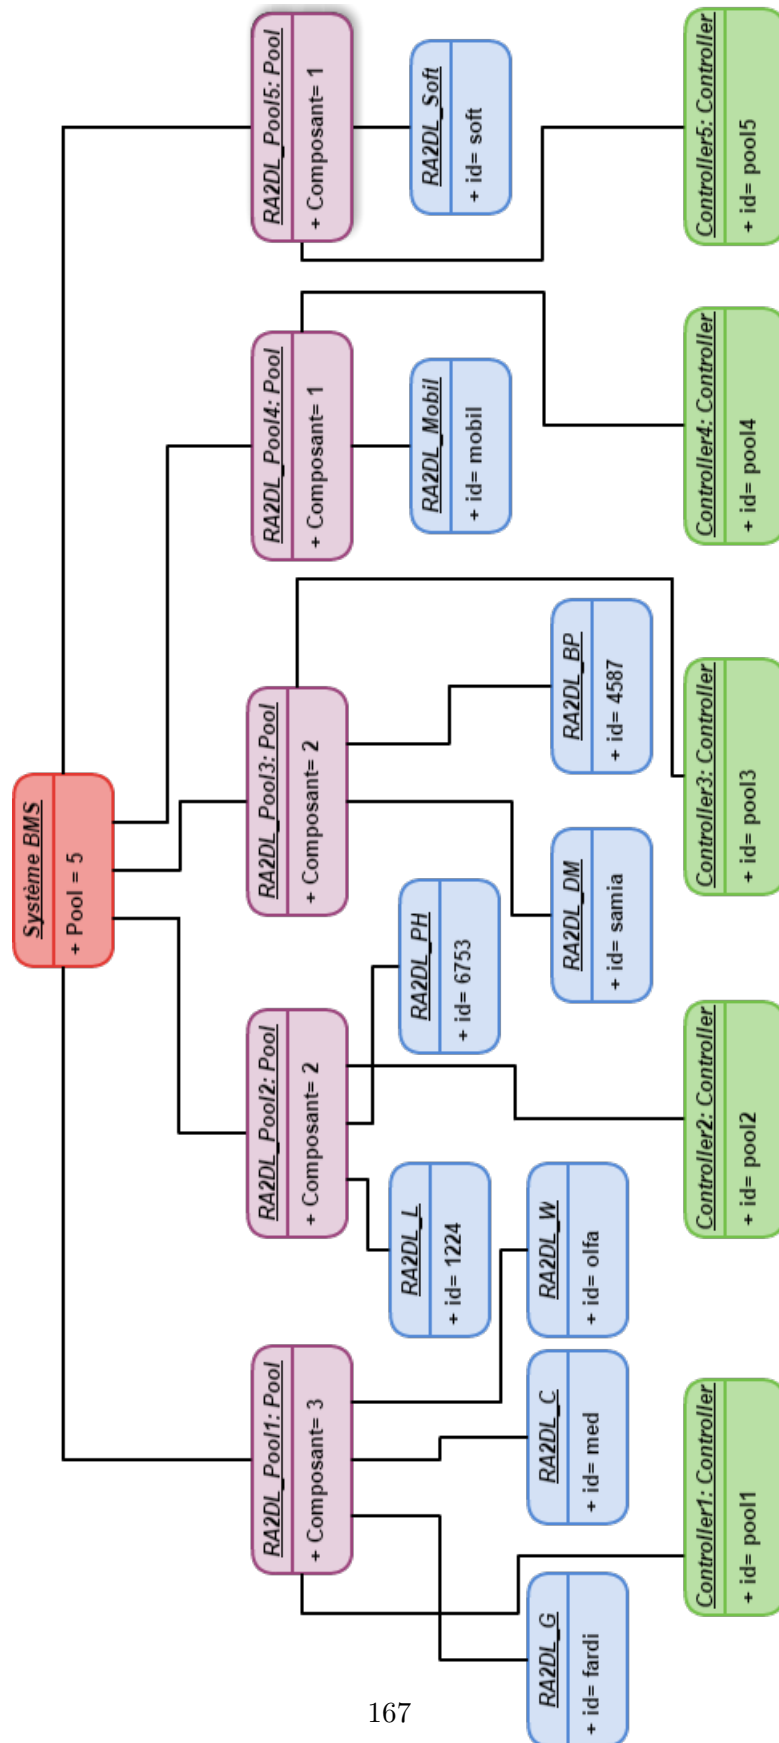 Système BMS
+ Pool = 5
RA2DL_Pool1: Pool
+ Composant= 3
RA2DL_Pool2: Pool
+ Composant= 2
RA2DL_Pool3: Pool
+ Composant= 2
RA2DL_Pool4: Pool
+ Composant= 1
RA2DL_Pool5: Pool
+ Composant= 1
RA2DL_G
+ id= fardi
RA2DL_C
+ id= med
RA2DL_W
+ id= olfa
RA2DL_L
+ id= 1224
RA2DL_PH
+ id= 6753
RA2DL_DM
+ id= samia
RA2DL_BP
+ id= 4587
RA2DL_Mobil
+ id= mobil
RA2DL_Soft
+ id= soft
Controller1: Controller
+ id= pool1
Controller2: Controller
+ id= pool2
Controller3: Controller
+ id= pool3
Controller4: Controller
+ id= pool4
Controller5: Controller
+ id= pool5
167